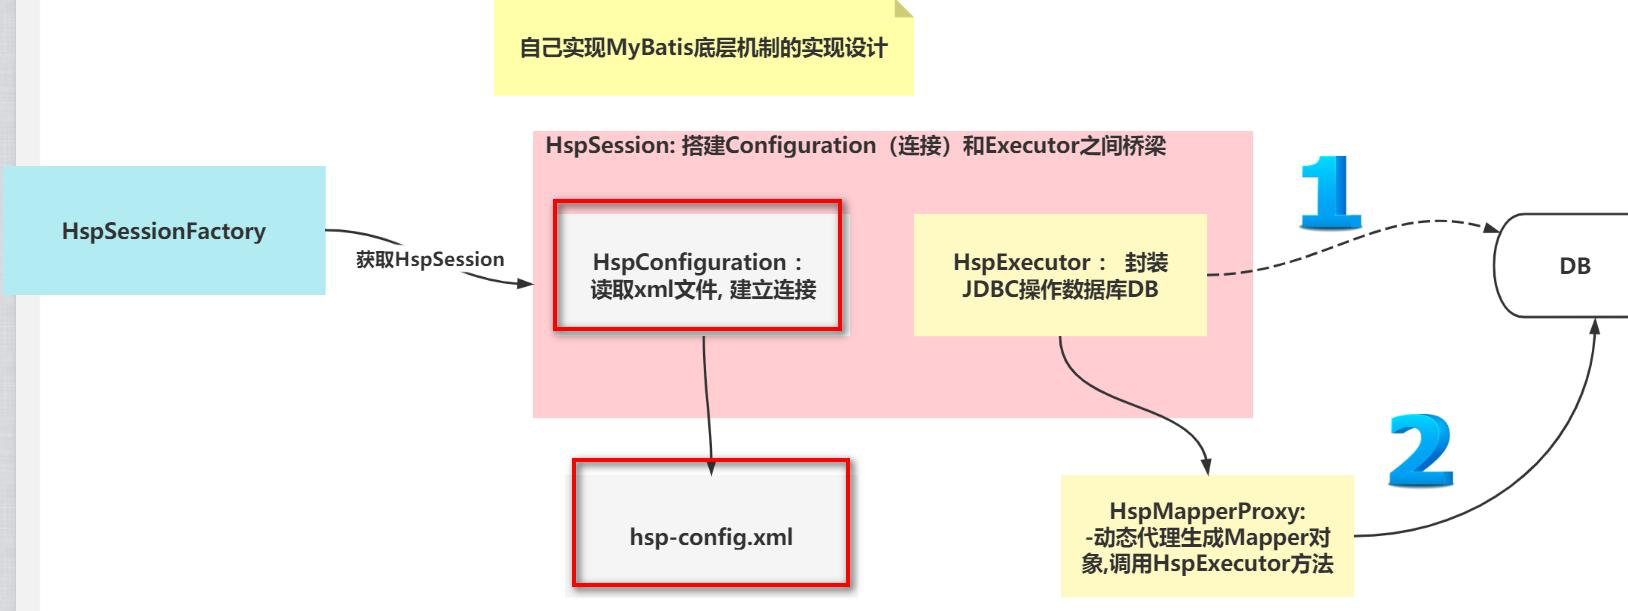 自己实现MyBatis底层机制的实现设计
HspSession: 搭建Configuration（连接）和Executor之间桥梁
1
HspSessionFactory
获取HspSession
HspConfiguration：
读取xml文件, 建立连接
HspExecutor： 封装
JDBC操作数据库DB
DB
2
hsp-config.xml
HspMapperProxy:
-动态代理生成Mapper对
象,调用HspExecutor方法